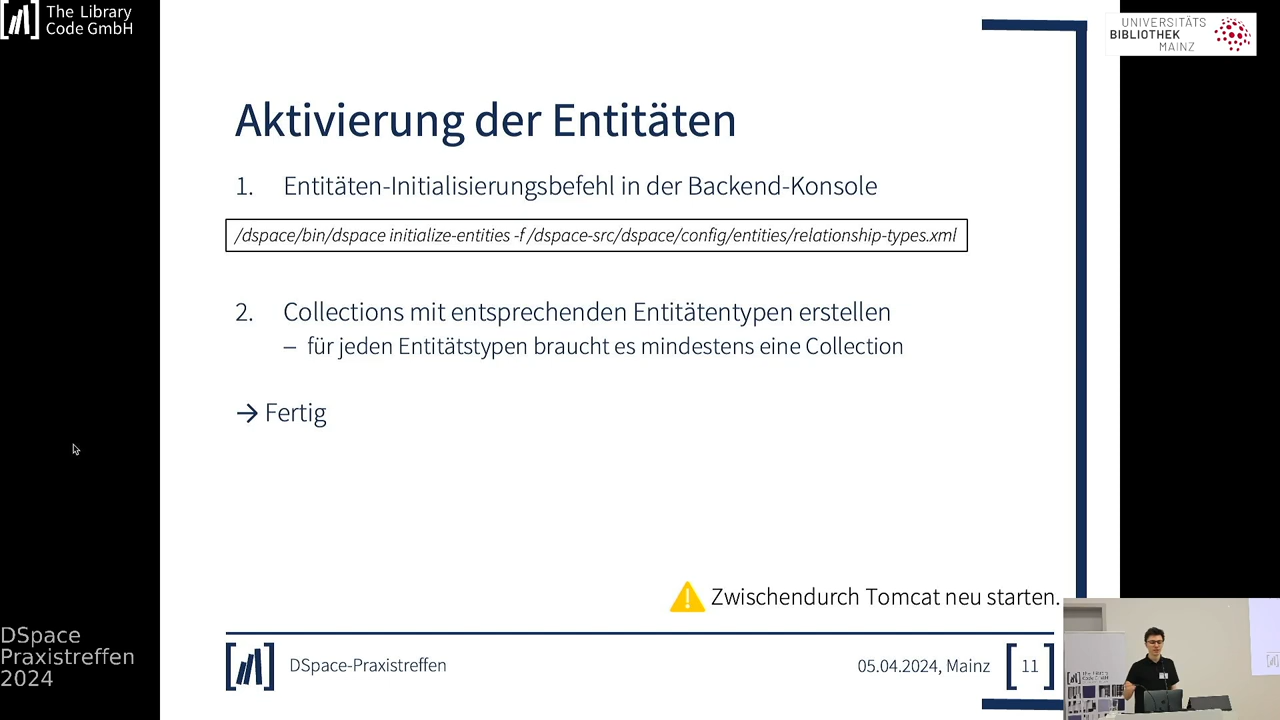 The Library
Code GmbH
UNIVERSITÄTS
BIBLIOTHEK
MAINZ
Aktivierung der Entitäten
1. Entitäten-Initialisierungsbefehl in der Backend-Konsole
/dspace/bin/dspace initialize-entities -f /dspace-src/dspace/config/entities/relationship-types.xml
2. Collections mit entsprechenden Entitätentypen erstellen
– für jeden Entitätstypen braucht es mindestens eine Collection
→ Fertig
Zwischendurch Tomcat neu starten.
DSpace
Praxistreffen
2024
DSpace-Praxistreffen
05.04.2024, Mainz
11